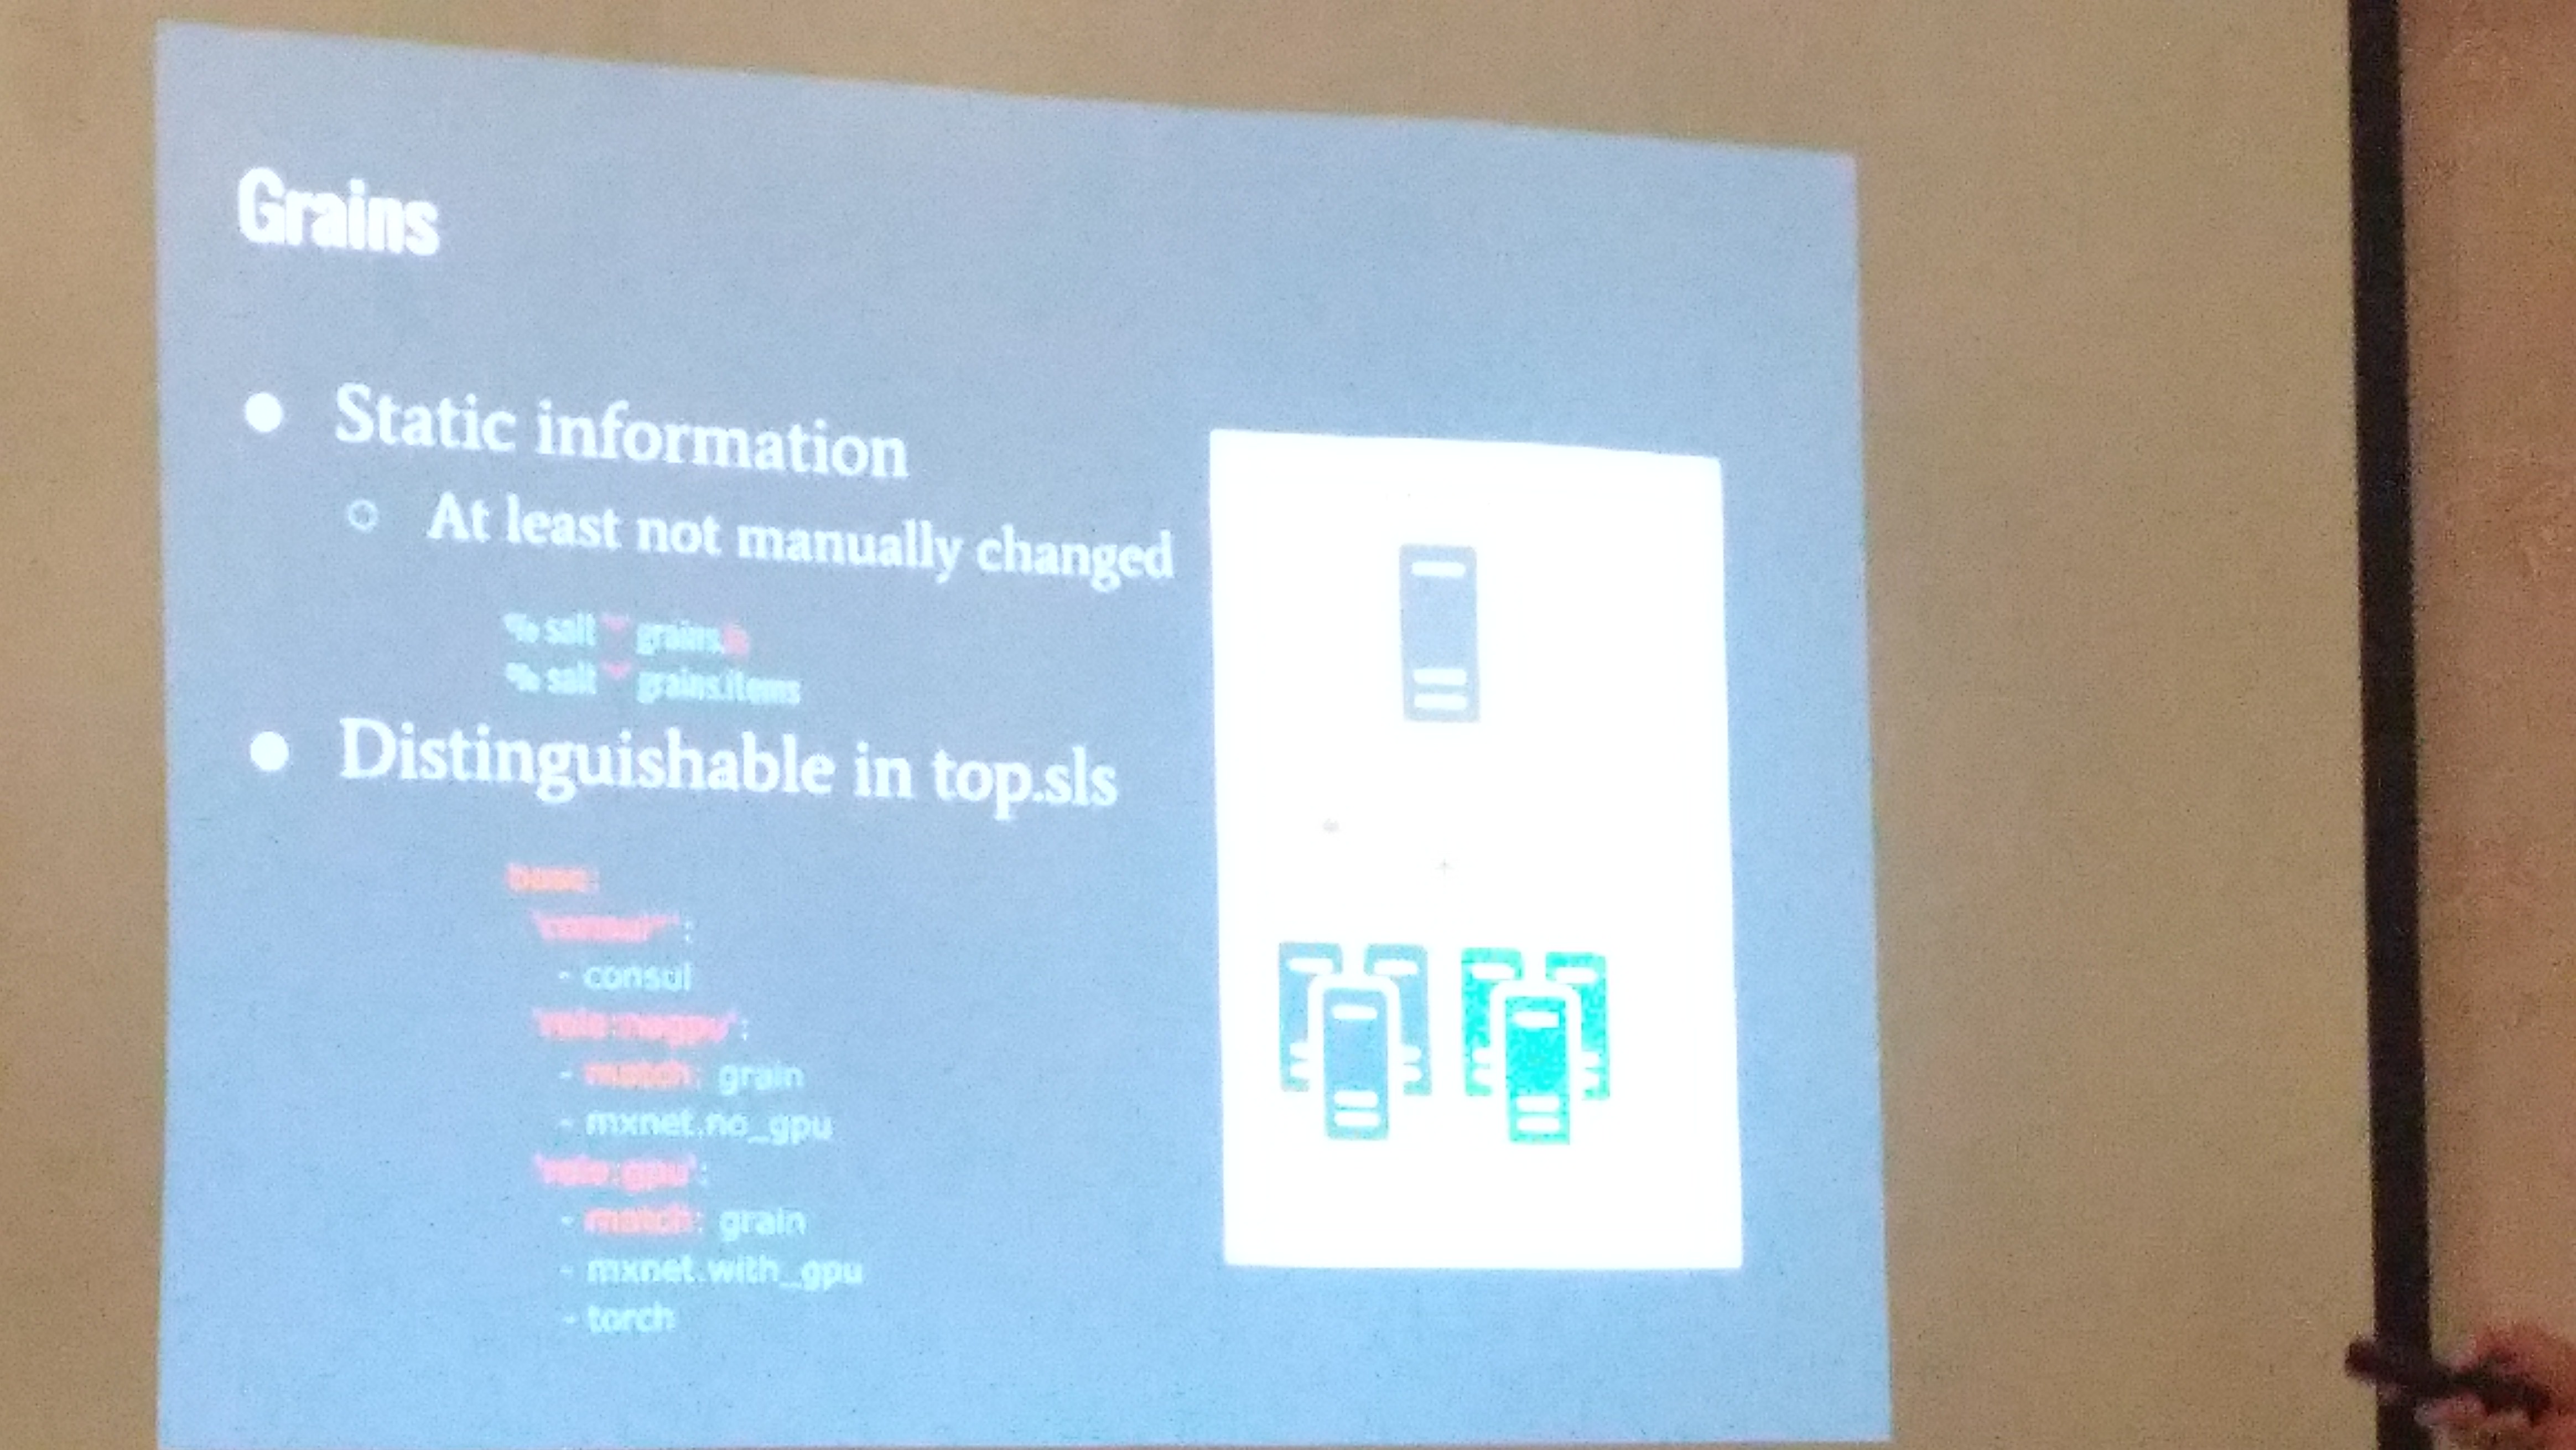 Grains
● Static information
○ At least not manually changed
% salt '*' grains.ls
% salt '*' grains.items
● Distinguishable in top.sls
base:
'consul*':
- consul
'role:nogpu':
- match: grain
- mxnet.no_gpu
'role:gpu':
- match: grain
- mxnet.with_gpu
- torch